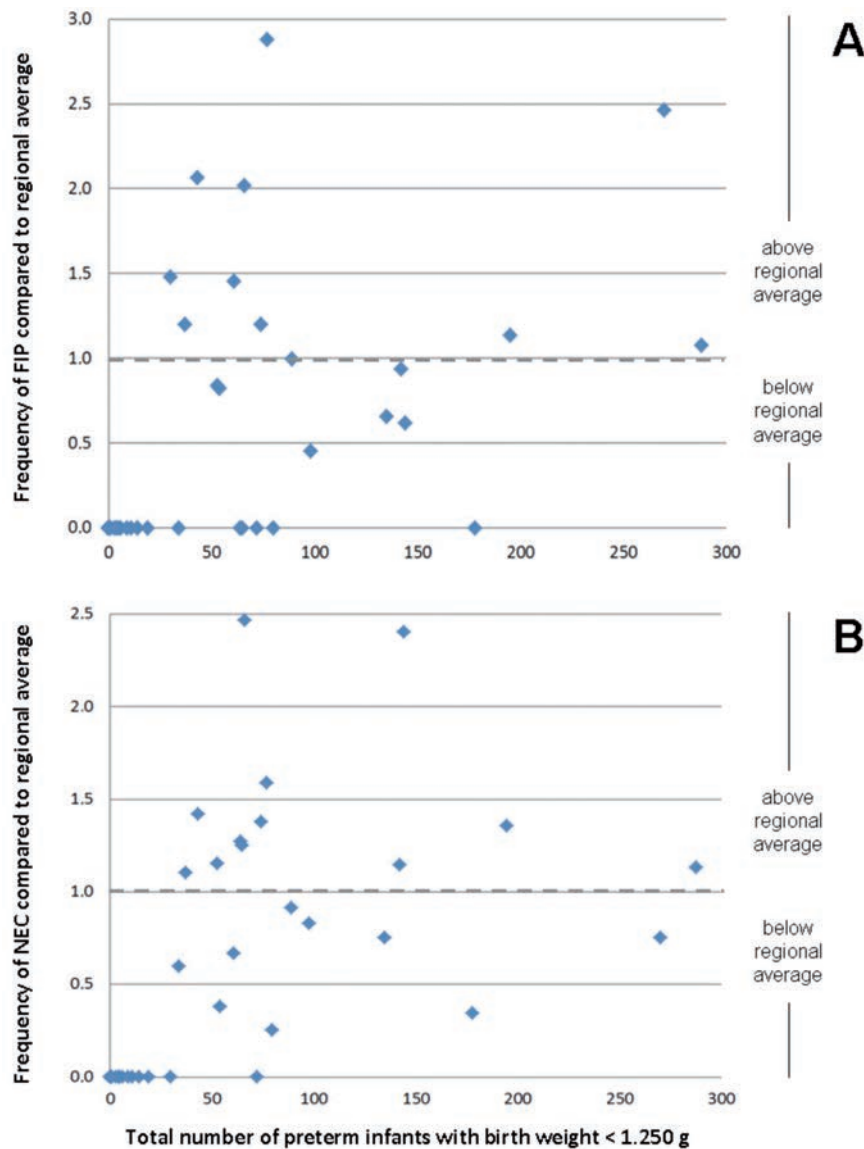 A
Frequency of FIP compared to regional average
3.0
2.5
2.0
1.5
1.0
0.5
0.0
0 50 100 150 200 250 300
above
regional
average
below
regional
average
B
Frequency of NEC compared to regional average
2.5
2.0
1.5
1.0
0.5
0.0
0 50 100 150 200 250 300
above
regional
average
below
regional
average
Total number of preterm infants with birth weight < 1.250 g